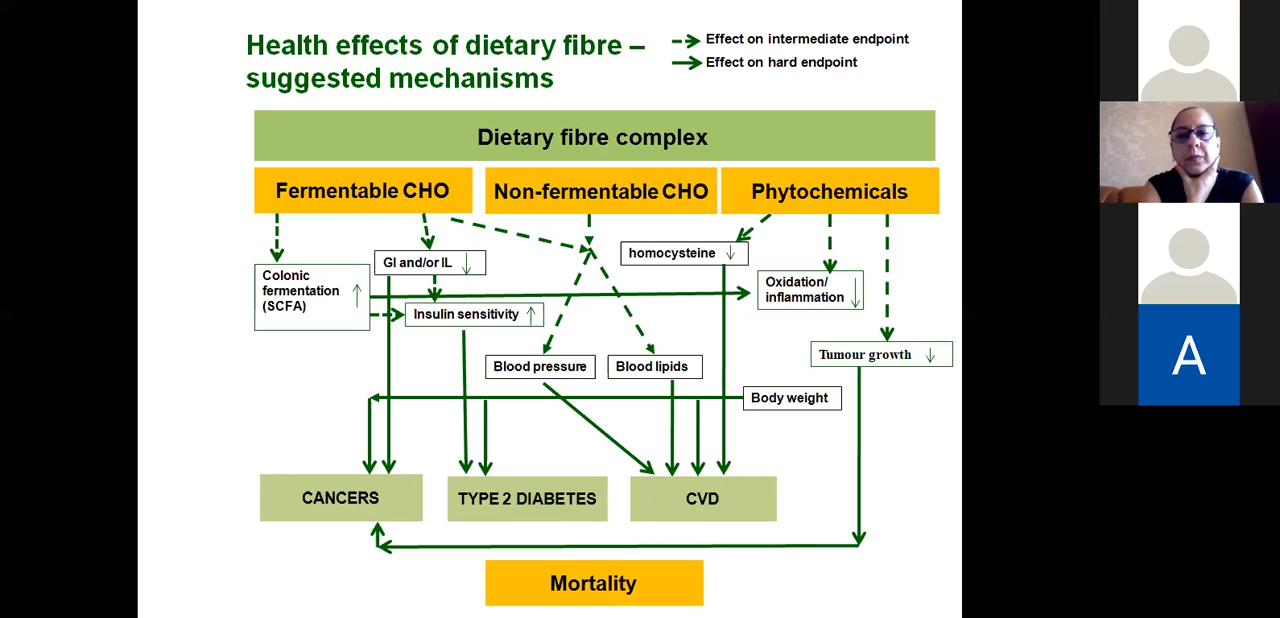 Health effects of dietary fibre –
suggested mechanisms
Effect on intermediate endpoint
Effect on hard endpoint
Dietary fibre complex
Fermentable CHO
Non-fermentable CHO
Phytochemicals
homocysteine ↓
GI and/or IL ↓
Colonic
fermentation ↑
(SCFA)
Oxidation/
inflammation ↓
Insulin sensitivity ↑
Tumour growth ↓
Blood pressure
Blood lipids
Body weight
CANCERS
TYPE 2 DIABETES
CVD
Mortality
A